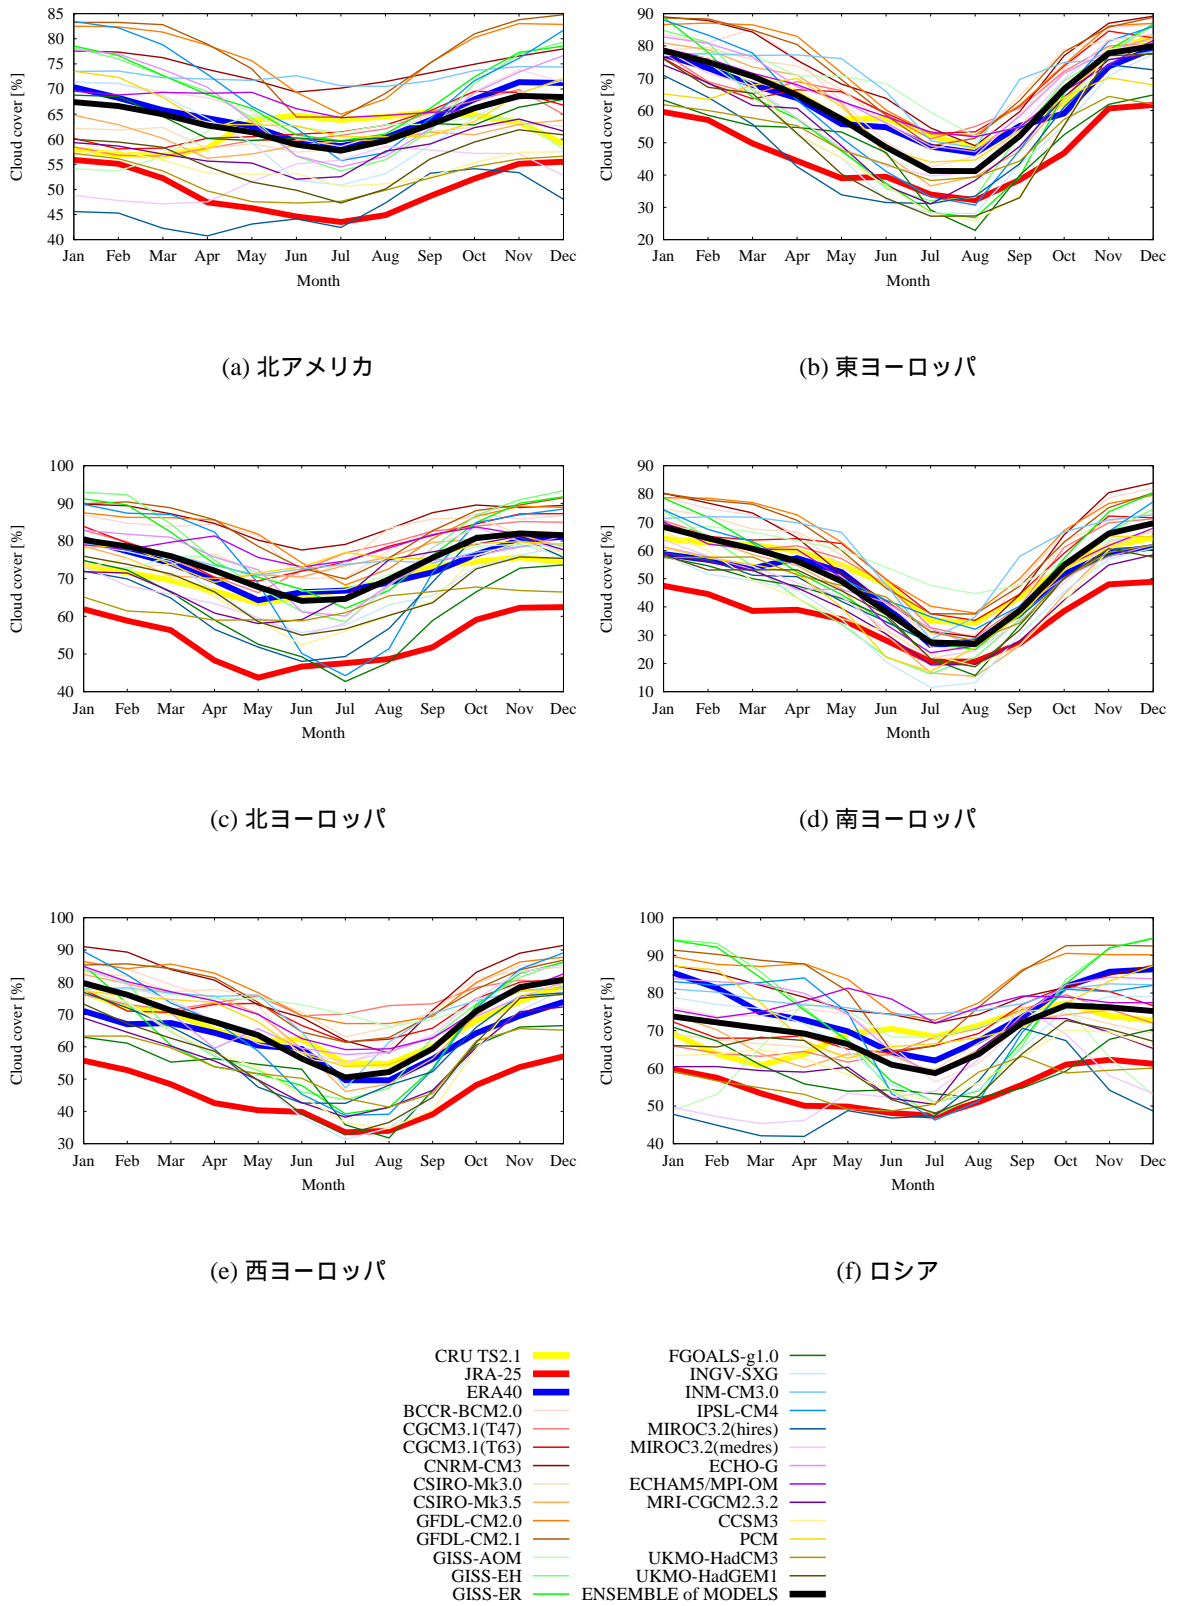 Cloud cover [%]
85
80
75
70
65
60
55
50
45
40
Jan Feb Mar Apr May Jun Jul Aug Sep Oct Nov Dec
Month
(a) 北アメリカ
Cloud cover [%]
90
80
70
60
50
40
30
20
Jan Feb Mar Apr May Jun Jul Aug Sep Oct Nov Dec
Month
(b) 東ヨーロッパ
Cloud cover [%]
100
90
80
70
60
50
40
Jan Feb Mar Apr May Jun Jul Aug Sep Oct Nov Dec
Month
(c) 北ヨーロッパ
Cloud cover [%]
90
80
70
60
50
40
30
20
10
Jan Feb Mar Apr May Jun Jul Aug Sep Oct Nov Dec
Month
(d) 南ヨーロッパ
Cloud cover [%]
100
90
80
70
60
50
40
30
Jan Feb Mar Apr May Jun Jul Aug Sep Oct Nov Dec
Month
(e) 西ヨーロッパ
Cloud cover [%]
100
90
80
70
60
50
40
Jan Feb Mar Apr May Jun Jul Aug Sep Oct Nov Dec
Month
(f) ロシア
CRU TS2.1
JRA-25
ERA40
BCCR-BCM2.0
CGCM3.1(T47)
CGCM3.1(T63)
CNRM-CM3
CSIRO-Mk3.0
CSIRO-Mk3.5
GFDL-CM2.0
GFDL-CM2.1
GISS-AOM
GISS-EH
GISS-ER
FGOALS-g1.0
INGV-SXG
INM-CM3.0
IPSL-CM4
MIROC3.2(hires)
MIROC3.2(medres)
ECHO-G
ECHAM5/MPI-OM
MRI-CGCM2.3.2
CCSM3
PCM
UKMO-HadCM3
UKMO-HadGEM1
ENSEMBLE of MODELS